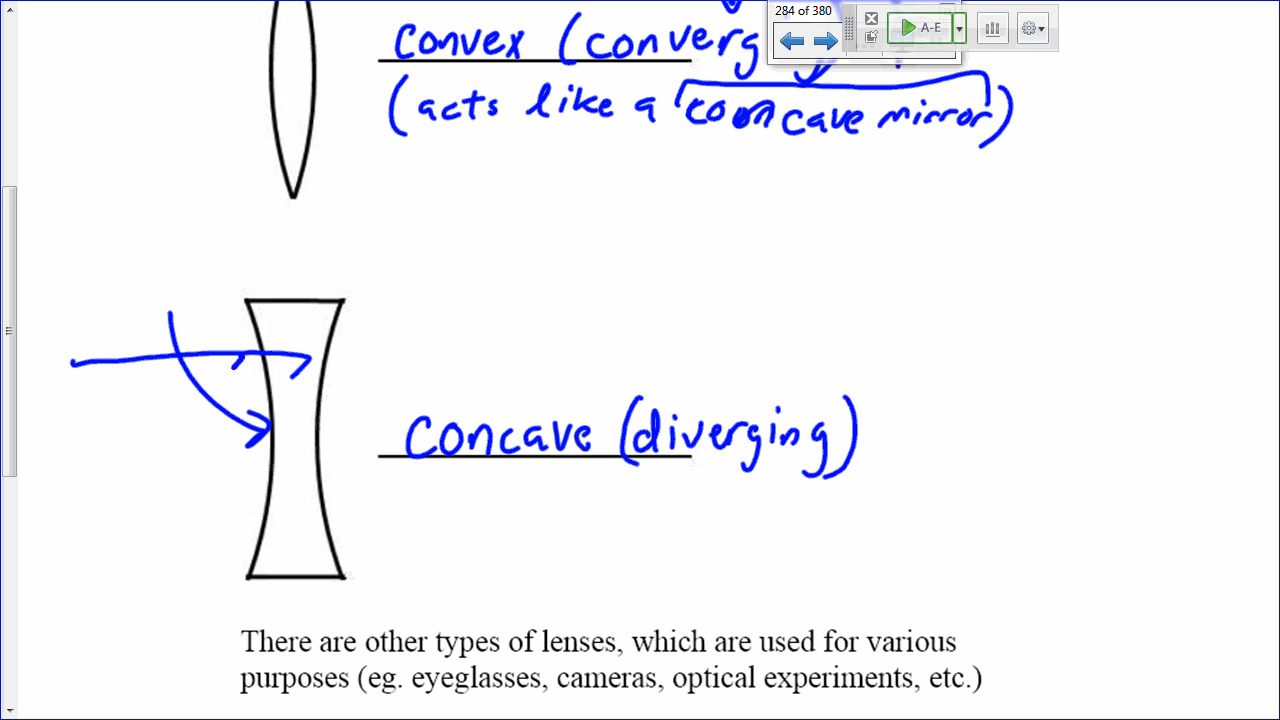 284 of 380
A-E
convex (converg
(acts like a concave mirror)
concave (diverging)
There are other types of lenses, which are used for various
purposes (eg. eyeglasses, cameras, optical experiments, etc.)